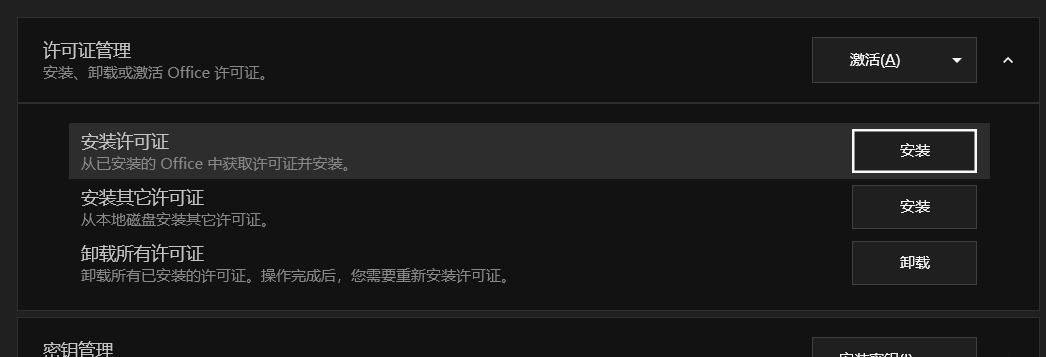 许可证管理
安装、卸载或激活 Office 许可证。
激活(A)
安装许可证
从已安装的 Office 中获取许可证并安装。
安装
安装其它许可证
从本地磁盘安装其它许可证。
安装
卸载所有许可证
卸载所有已安装的许可证。操作完成后，您需要重新安装许可证。
卸载
密钥管理
安装密钥(I)